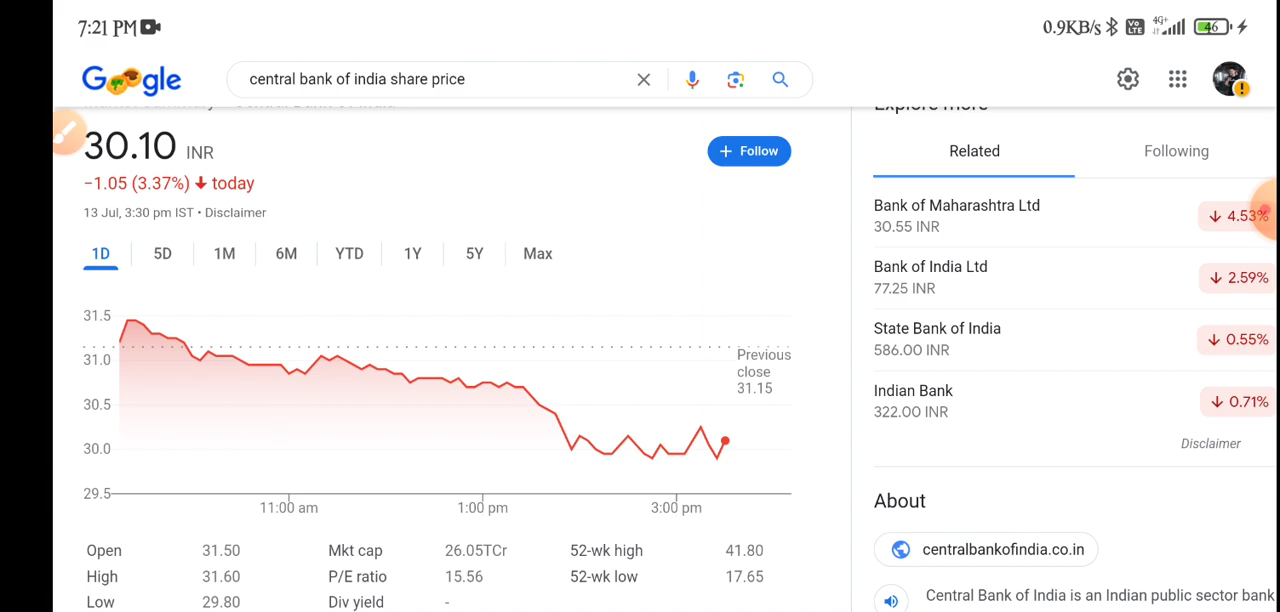 7:21 PM
0.9KB/s Vo LTE 4G+ 46
Google
central bank of india share price
Explore more
30.10 INR
+ Follow
−1.05 (3.37%) ↓ today
13 Jul, 3:30 pm IST • Disclaimer
1D 5D 1M 6M YTD 1Y 5Y Max
31.5
31.0
30.5
30.0
29.5
Previous
close
31.15
11:00 am 1:00 pm 3:00 pm
Open 31.50 Mkt cap 26.05TCr 52-wk high 41.80
High 31.60 P/E ratio 15.56 52-wk low 17.65
Low 29.80 Div yield -
Related Following
Bank of Maharashtra Ltd
30.55 INR
↓ 4.53%
Bank of India Ltd
77.25 INR
↓ 2.59%
State Bank of India
586.00 INR
↓ 0.55%
Indian Bank
322.00 INR
↓ 0.71%
Disclaimer
About
centralbankofindia.co.in
Central Bank of India is an Indian public sector bank